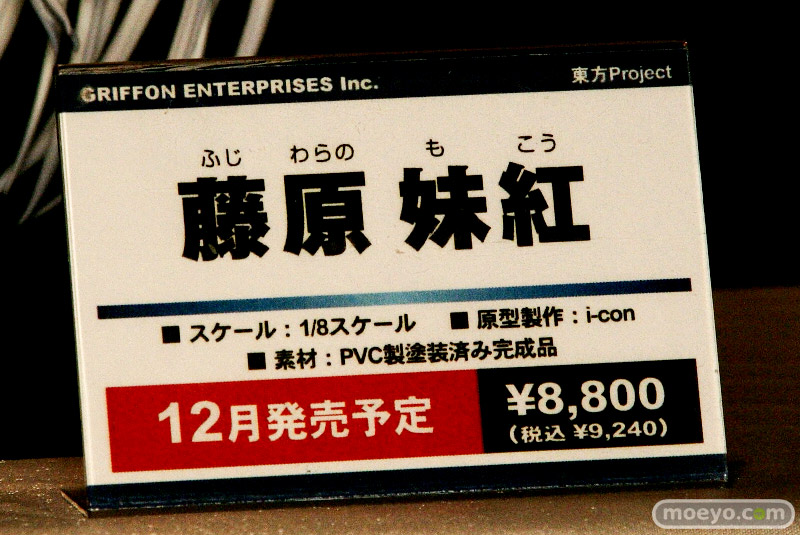 GRIFFON ENTERPRISES Inc. 東方Project
ふじ わらの も こう
藤原 妹紅
■ スケール：1/8スケール ■ 原型製作：i-con
■ 素材：PVC製塗装済み完成品
12月発売予定 ¥8,800
(税込 ¥9,240)
moeyo.com